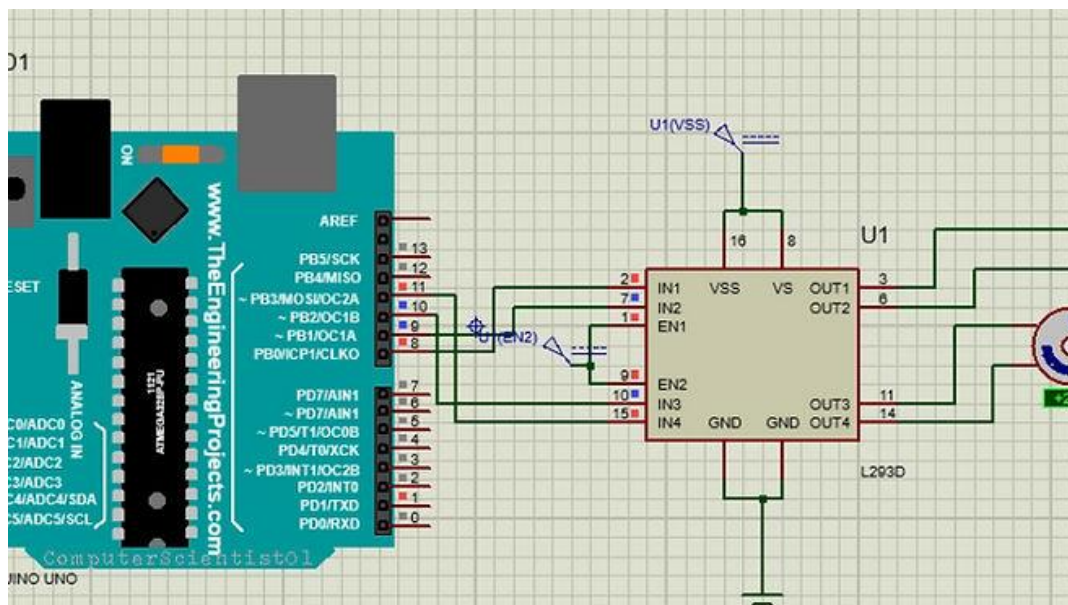 U1(VSS)
NO
www.TheEngineeringProjects.com
AREF
13
PB5/SCK
12
PB4/MISO
11
~ PB3/MOSI/OC2A
10
~ PB2/OC1B
9
~ PB1/OC1A
8
PB0/ICP1/CLKO
7
PD7/AIN1
6
~ PD7/AIN1
5
~ PD5/T1/OC0B
4
PD4/T0/XCK
3
~ PD3/INT1/OC2B
2
PD2/INT0
1
PD1/TXD
0
PD0/RXD
ESET
ANALOG IN
C0/ADC0
C1/ADC1
C2/ADC2
C3/ADC3
C4/ADC4/SDA
C5/ADC5/SCL
1121
ComputerScientist01
UINO UNO
(EN2)
U1
16
8
VSS
VS
2
IN1
7
IN2
1
EN1
9
EN2
10
IN3
15
IN4
OUT1
3
OUT2
6
OUT3
11
OUT4
14
GND
GND
L293D